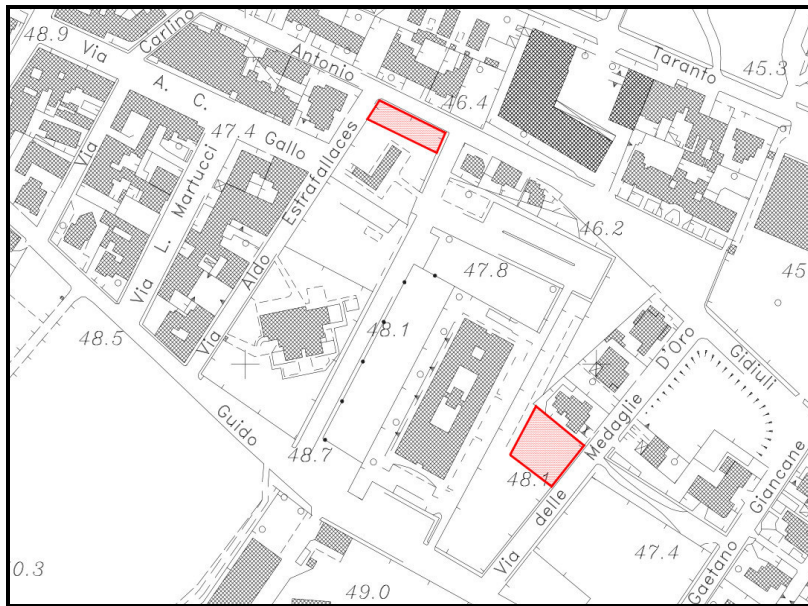 48.9
Via
Carlino
Antonio
Taranto
45.3
A. C.
Gallo
46.4
47.4
Via
L.
Martucci
Via
Aldo
Estrafallaces
46.2
47.8
45
48.1
48.5
Guido
D'Oro
Gidiuli
48.7
Medaglie
48.1
delle
Via
Giancane
Gaetano
47.4
0.3
49.0
Via